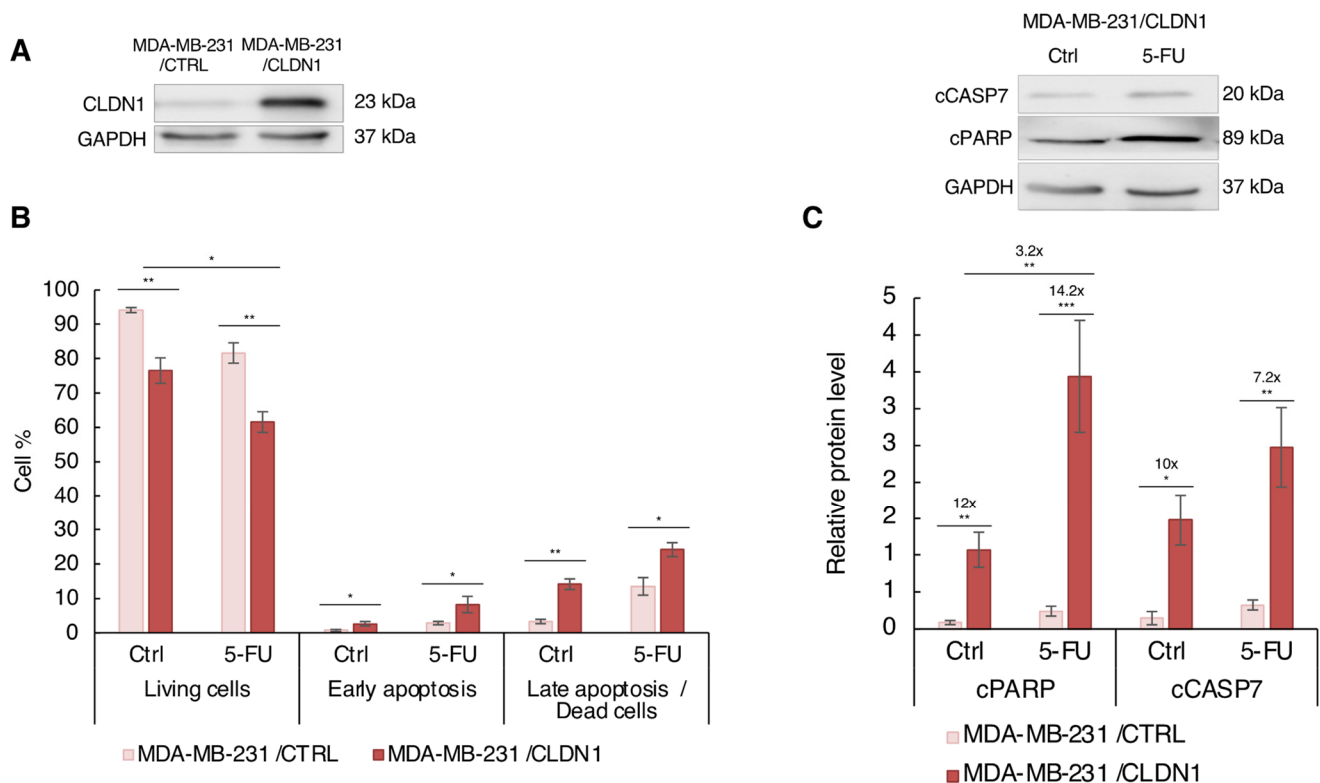 A
MDA-MB-231
/CTRL
MDA-MB-231
/CLDN1
CLDN1
23 kDa
GAPDH
37 kDa
MDA-MB-231/CLDN1
Ctrl
5-FU
cCASP7
20 kDa
cPARP
89 kDa
GAPDH
37 kDa
B
Cell %
100
90
80
70
60
50
40
30
20
10
0
*
**
**
*
*
**
*
Ctrl
5-FU
Ctrl
5-FU
Ctrl
5-FU
Living cells
Early apoptosis
Late apoptosis /
Dead cells
MDA-MB-231 /CTRL
MDA-MB-231 /CLDN1
C
Relative protein level
5
4
4
3
3
2
2
1
1
0
3.2x
**
14.2x
***
12x
**
10x
*
7.2x
**
Ctrl
5-FU
Ctrl
5-FU
cPARP
cCASP7
MDA-MB-231 /CTRL
MDA-MB-231 /CLDN1